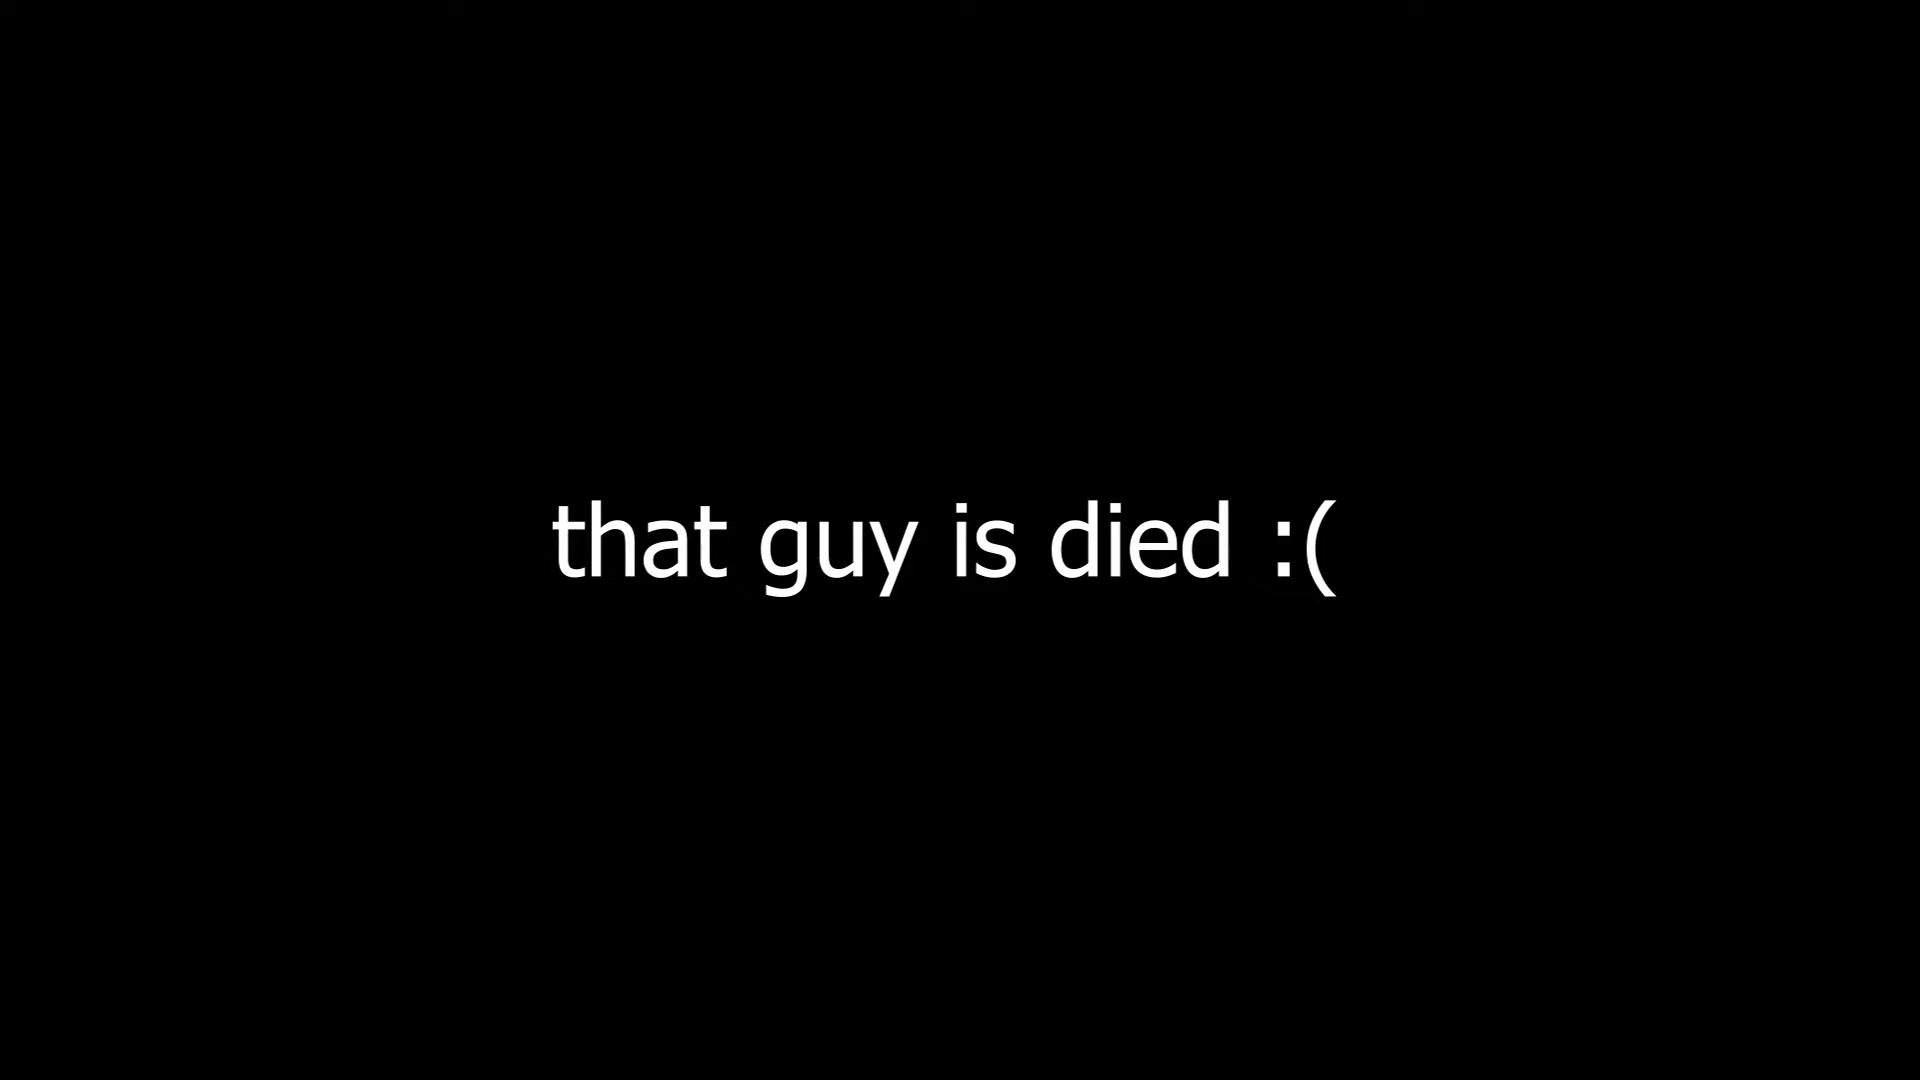 that guy is died :(